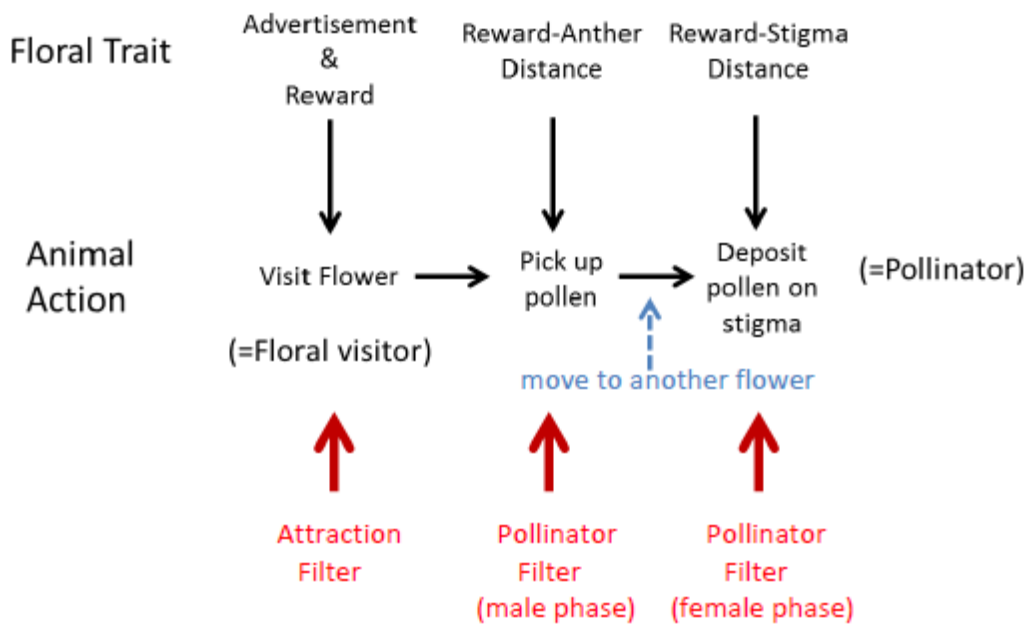 Floral Trait
Advertisement
&
Reward
Reward-Anther
Distance
Reward-Stigma
Distance
Animal
Action
Visit Flower
Pick up
pollen
Deposit
pollen on
stigma
(=Pollinator)
(=Floral visitor)
move to another flower
Attraction
Filter
Pollinator
Filter
(male phase)
Pollinator
Filter
(female phase)